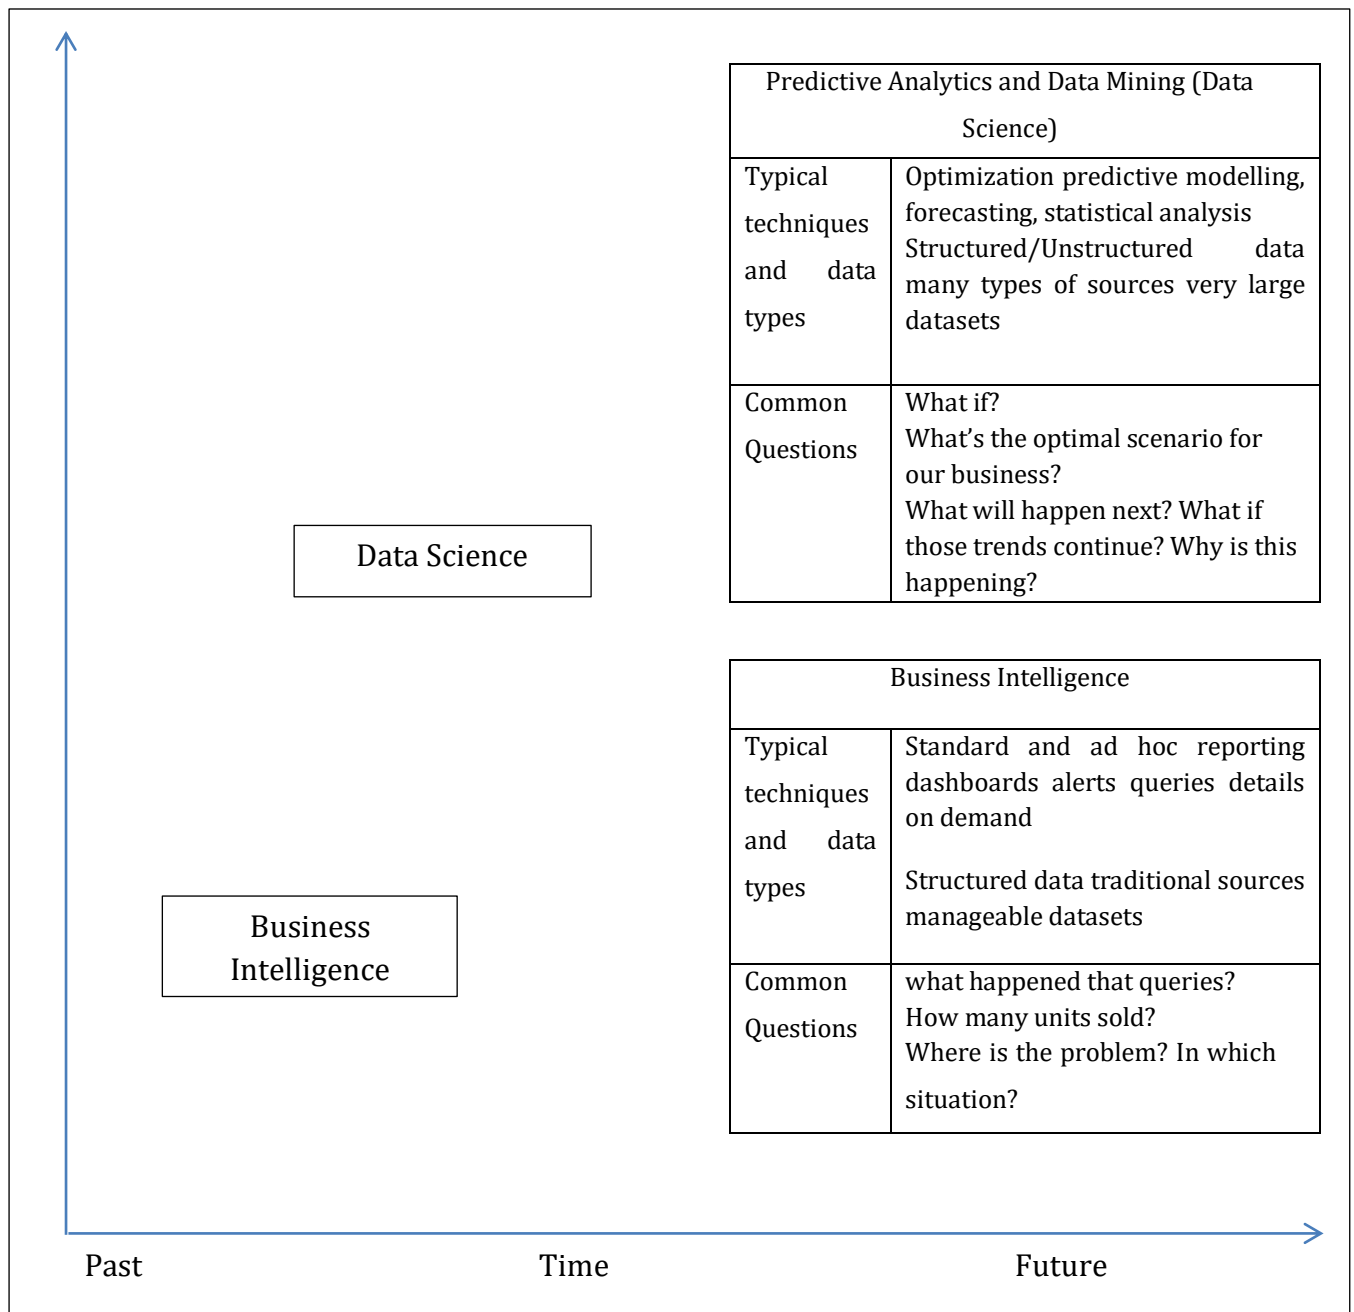 Predictive Analytics and Data Mining (Data
Science)
Typical
techniques
and data
types
Optimization predictive modelling,
forecasting, statistical analysis
Structured/Unstructured data
many types of sources very large
datasets
Common
Questions
What if?
What’s the optimal scenario for
our business?
What will happen next? What if
those trends continue? Why is this
happening?
Data Science
Business Intelligence
Typical
techniques
and data
types
Standard and ad hoc reporting
dashboards alerts queries details
on demand
Structured data traditional sources
manageable datasets
Common
Questions
what happened that queries?
How many units sold?
Where is the problem? In which
situation?
Business
Intelligence
Past
Time
Future